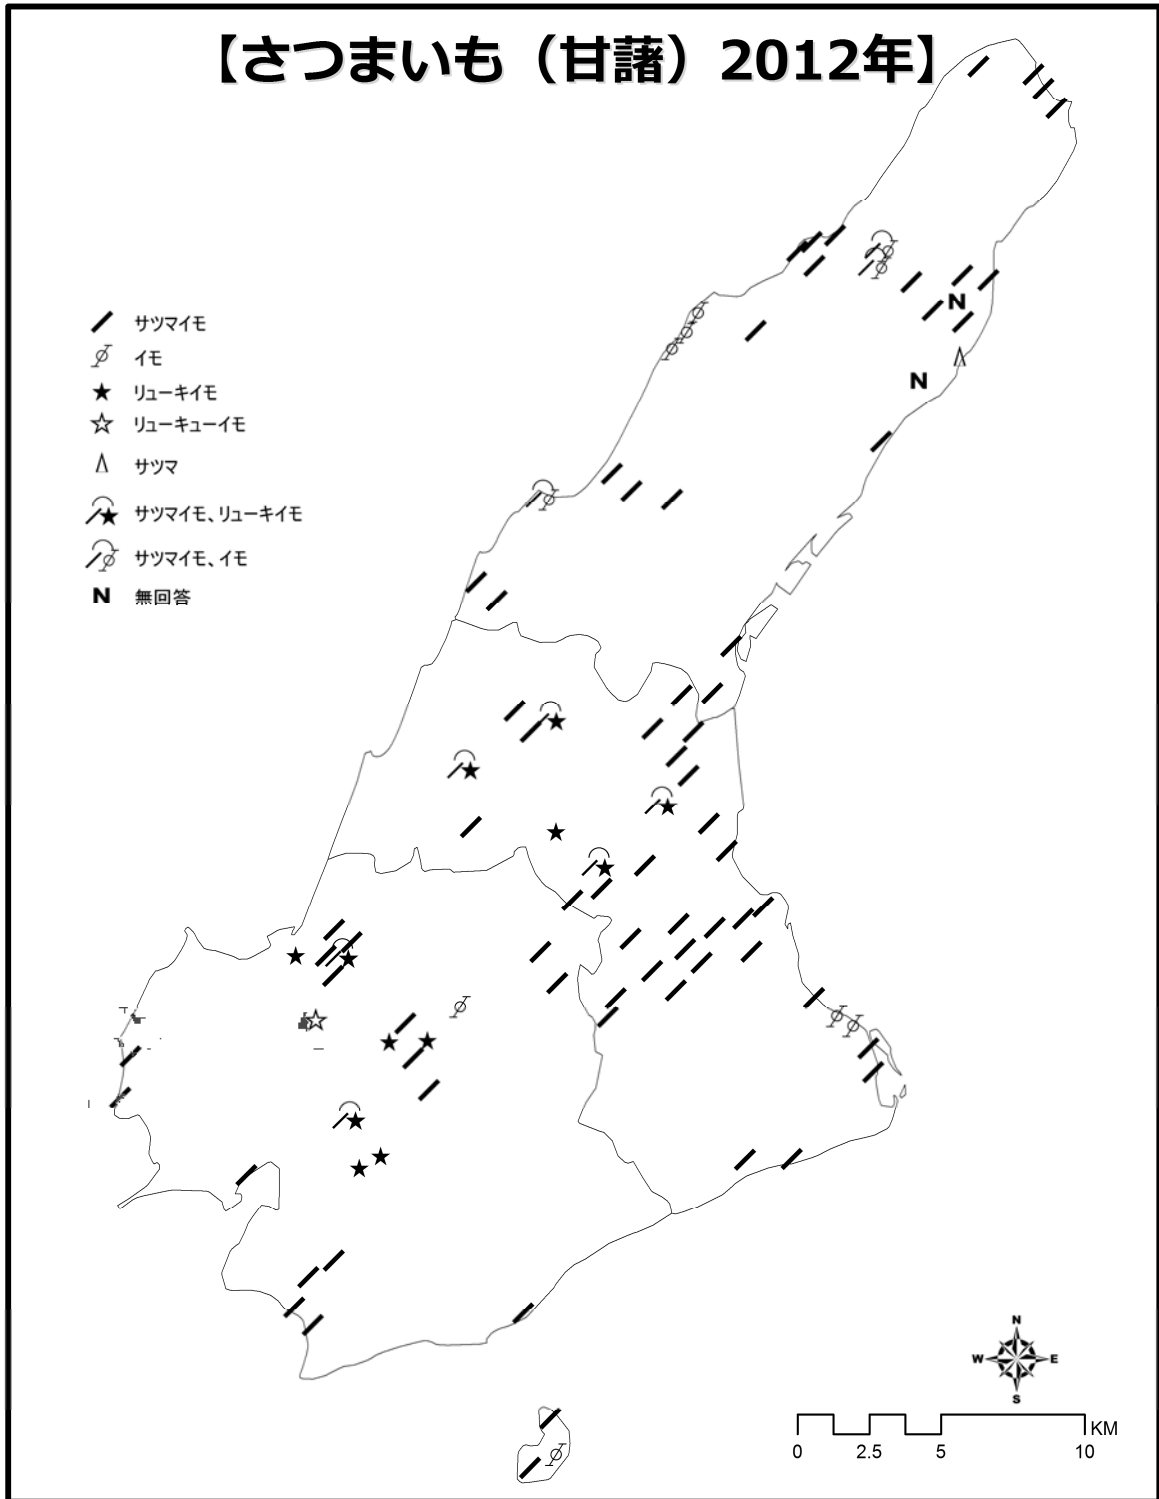 【さつまいも（甘藷）2012年】
サツマイモ
イモ
リューキイモ
リューキューイモ
サツマ
サツマイモ、リューキイモ
サツマイモ、イモ
N 無回答
N
N
N
W E
S
KM
0 2.5 5 10